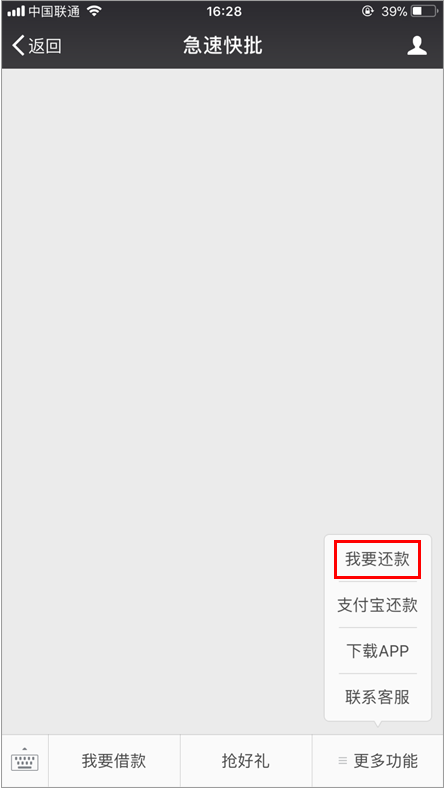 中国联通 16:28 39%
返回 急速快批
我要还款
支付宝还款
下载APP
联系客服
我要借款 抢好礼 更多功能